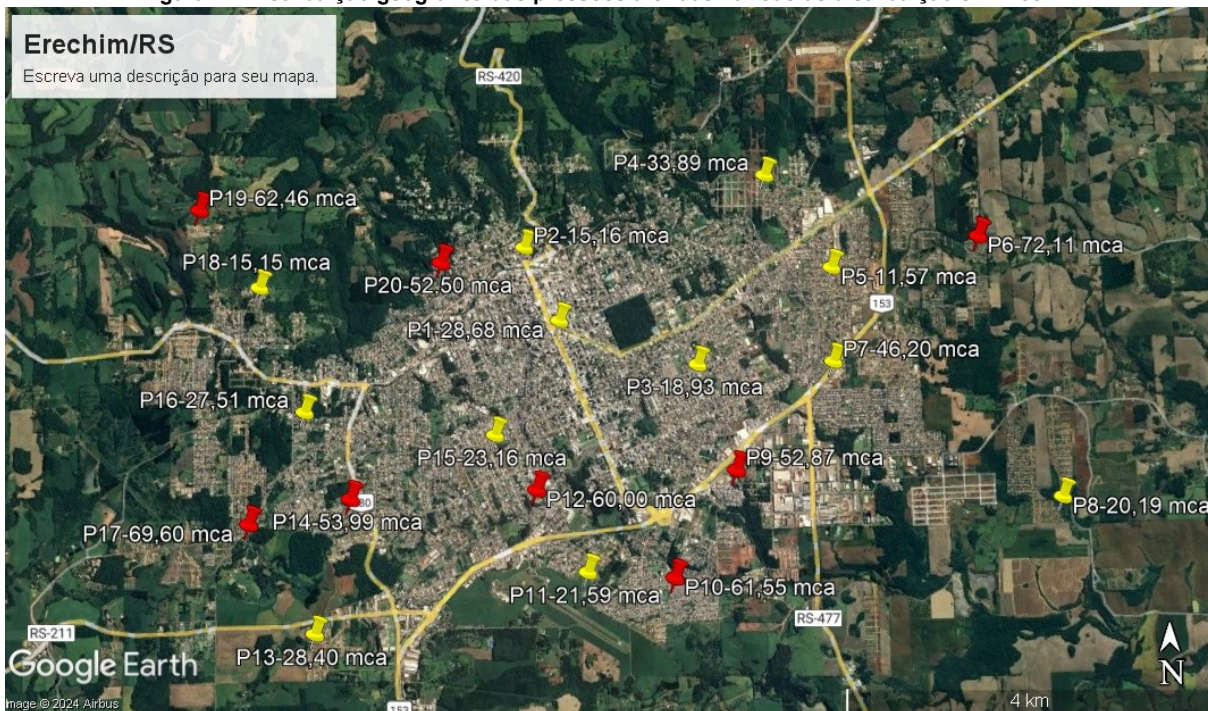 Erechim/RS
Escreva uma descrição para seu mapa.
RS-420
P4-33,89 mca
P19-62,46 mca
P2-15,16 mca
P6-72,11 mca
P18-15,15 mca
P5-11,57 mca
P20-52,50 mca
153
P1-28,68 mca
P7-46,20 mca
P3-18,93 mca
P16-27,51 mca
P15-23,16 mca
P9-52,87 mca
P12-60,00 mca
P8-20,19 mca
P14-53,99 mca
P17-69,60 mca
P10-61,55 mca
P11-21,59 mca
RS-477
RS-211
P13-28,40 mca
Google Earth
N
4 km
© 2024 Airbus
153